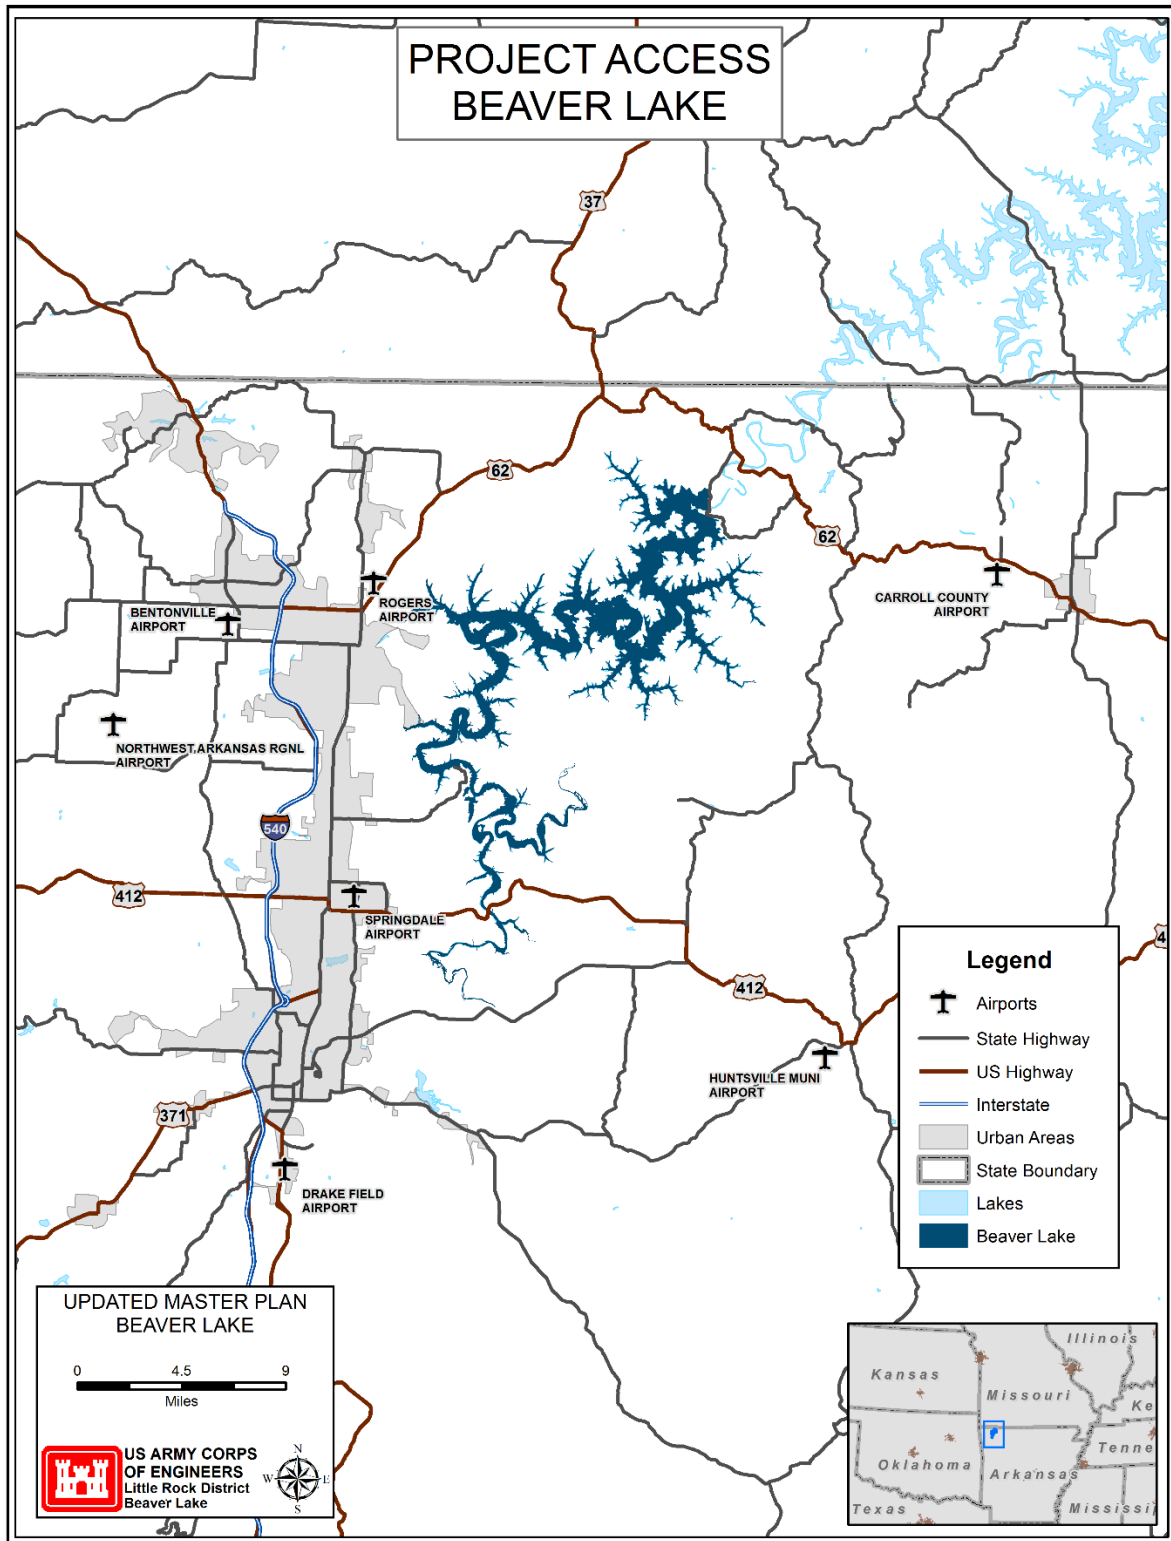 PROJECT ACCESS
BEAVER LAKE
37
62
62
ROGERS
AIRPORT
BENTONVILLE
AIRPORT
CARROLL COUNTY
AIRPORT
NORTHWEST ARKANSAS RGNL
AIRPORT
540
412
SPRINGDALE
AIRPORT
412
4
HUNTSVILLE MUNI
AIRPORT
371
DRAKE FIELD
AIRPORT
Legend
Airports
State Highway
US Highway
Interstate
Urban Areas
State Boundary
Lakes
Beaver Lake
UPDATED MASTER PLAN
BEAVER LAKE
0 4.5 9
Miles
US ARMY CORPS
OF ENGINEERS
Little Rock District
Beaver Lake
N
W E
S
Illinois
Kansas
Missouri
Ke
Tenne
Oklahoma
Arkansas
Texas
Mississi